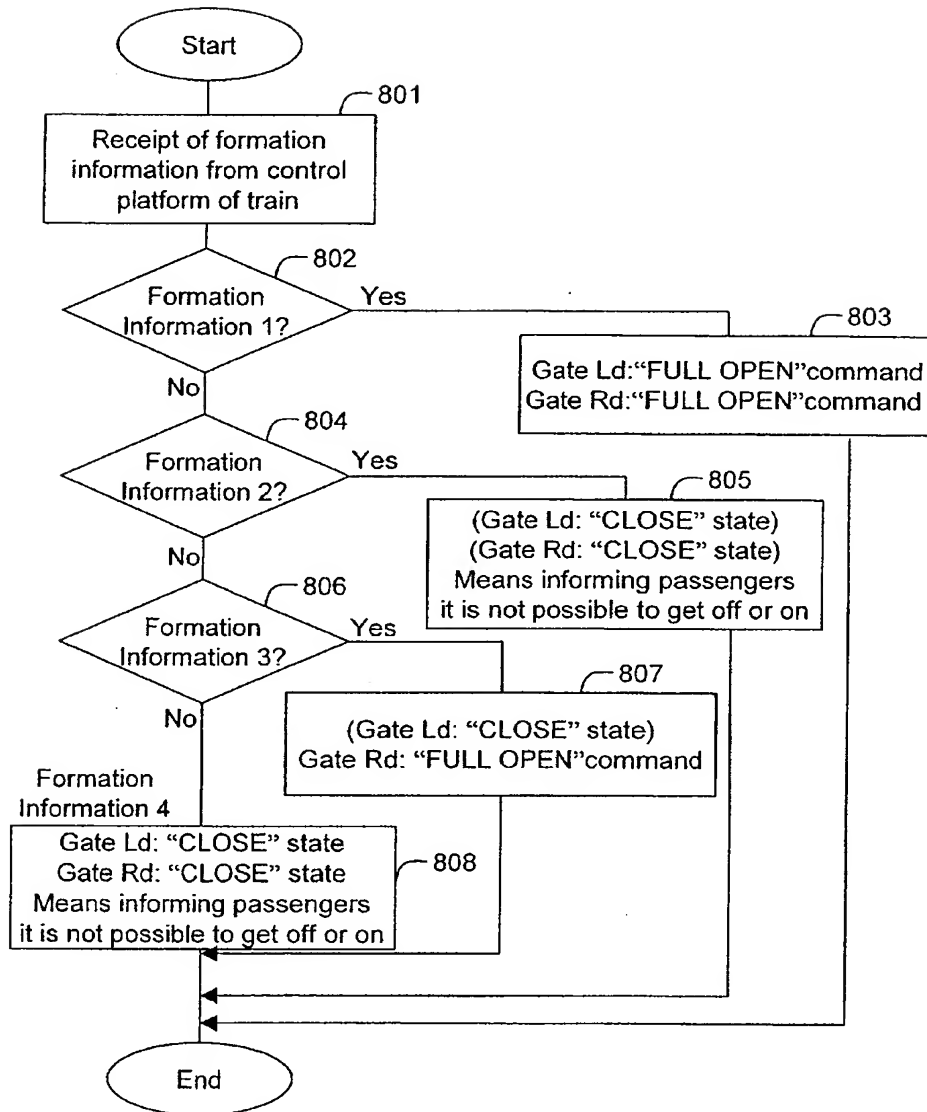 Start
801
Receipt of formation
information from control
platform of train
802
Formation
Information 1?
Yes
No
803
Gate Ld:“FULL OPEN”command
Gate Rd:“FULL OPEN”command
804
Formation
Information 2?
Yes
No
805
(Gate Ld: “CLOSE” state)
(Gate Rd: “CLOSE” state)
Means informing passengers
it is not possible to get off or on
806
Formation
Information 3?
Yes
No
807
(Gate Ld: “CLOSE” state)
Gate Rd: “FULL OPEN”command
Formation
Information 4
Gate Ld: “CLOSE” state
Gate Rd: “CLOSE” state
Means informing passengers
it is not possible to get off or on
808
End